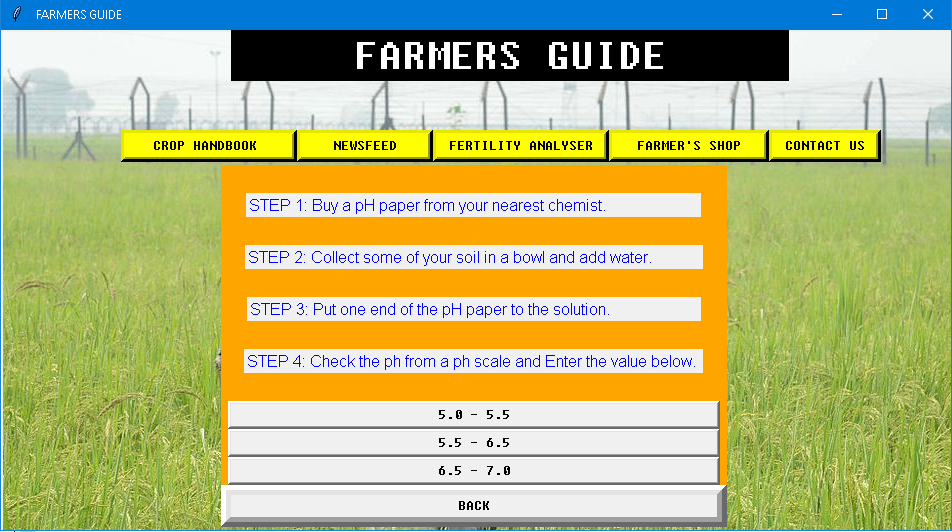 FARMERS GUIDE
FARMERS GUIDE
CROP HANDBOOK NEWSFEED FERTILITY ANALYSER FARMER'S SHOP CONTACT US
STEP 1: Buy a pH paper from your nearest chemist.
STEP 2: Collect some of your soil in a bowl and add water.
STEP 3: Put one end of the pH paper to the solution.
STEP 4: Check the ph from a ph scale and Enter the value below.
5.0 - 5.5
5.5 - 6.5
6.5 - 7.0
BACK